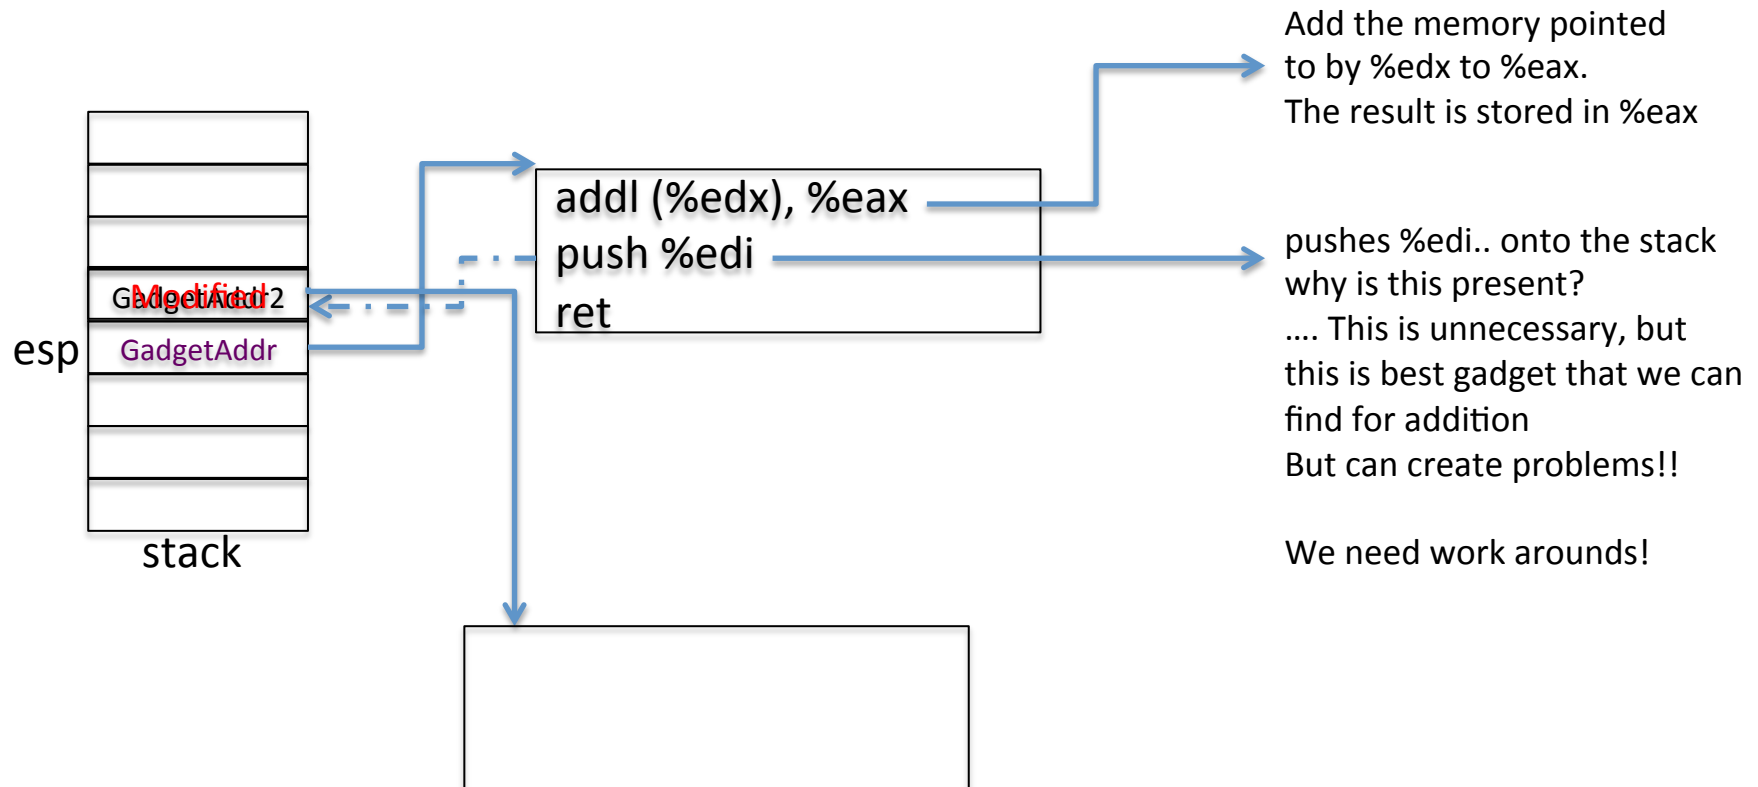 Add the memory pointed
to by %edx to %eax.
The result is stored in %eax
addl (%edx), %eax
push %edi
ret
pushes %edi.. onto the stack
why is this present?
.... This is unnecessary, but
this is best gadget that we can
find for addition
But can create problems!!
We need work arounds!
GadgetAddr2
Modified
esp
GadgetAddr
stack